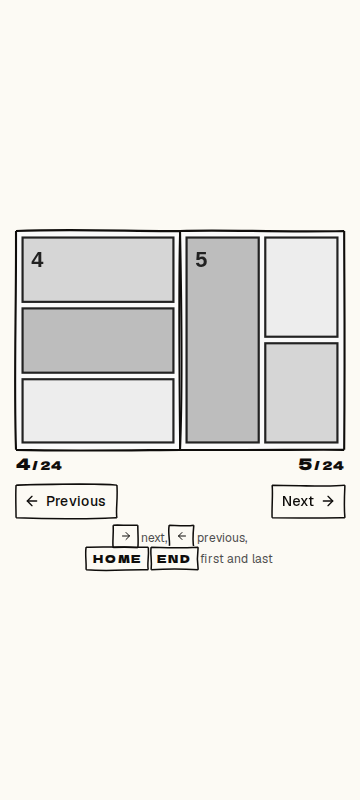 4
5
4/24
5/24
← Previous
Next →
→ next, ← previous,
HOME END first and last